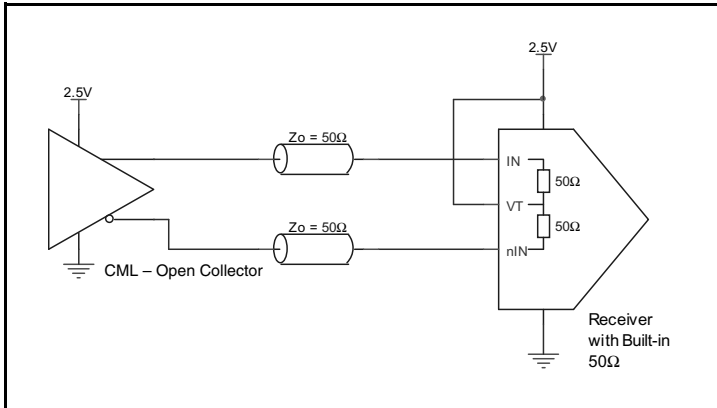 2.5V
2.5V
Zo = 50Ω
IN
50Ω
VT
50Ω
Zo = 50Ω
nIN
CML – Open Collector
Receiver
with Built-in
50Ω